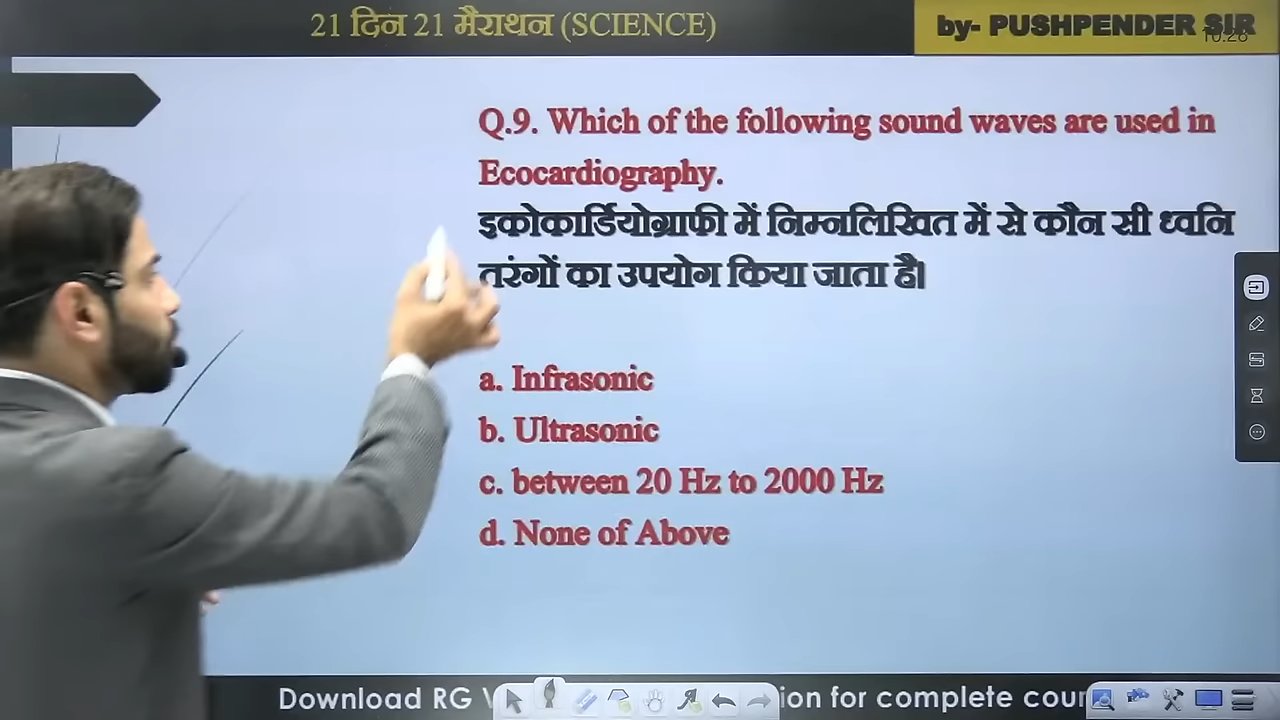 21 दिन 21 मैराथन (SCIENCE)
by- PUSHPENDER SIR
10:28
Q.9. Which of the following sound waves are used in
Ecocardiography.
इकोकार्डियोग्राफी में निम्नलिखित में से कौन सी ध्वनि
तरंगों का उपयोग किया जाता है।
a. Infrasonic
b. Ultrasonic
c. between 20 Hz to 2000 Hz
d. None of Above
Download RG for complete